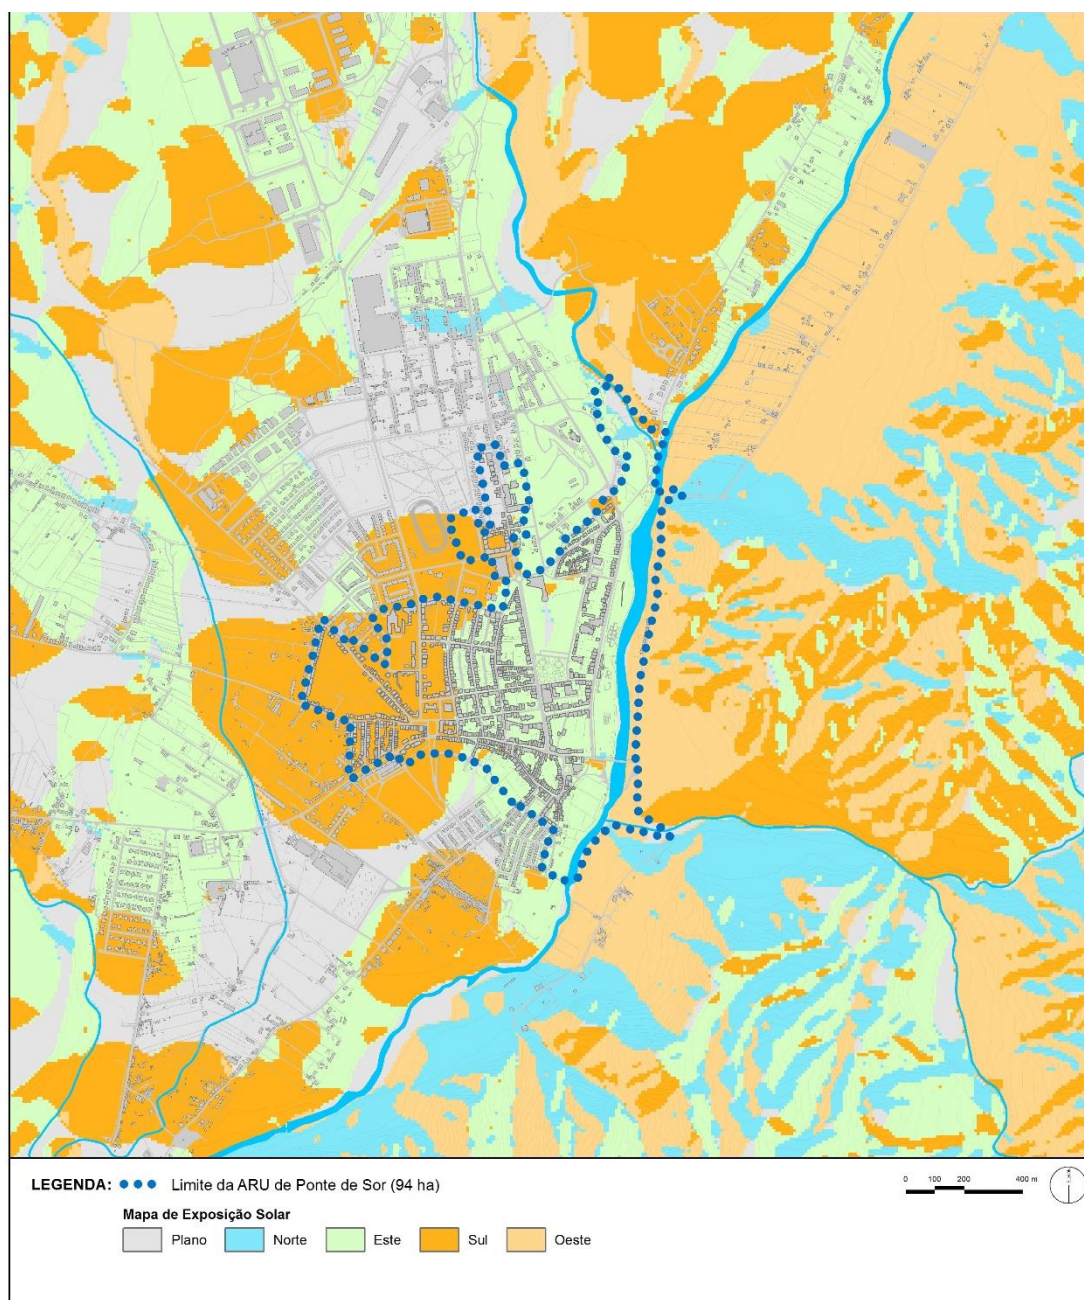 LEGENDA: Limite da ARU de Ponte de Sor (94 ha)
0 100 200 400 m
Mapa de Exposição Solar
Plano Norte Este Sul Oeste